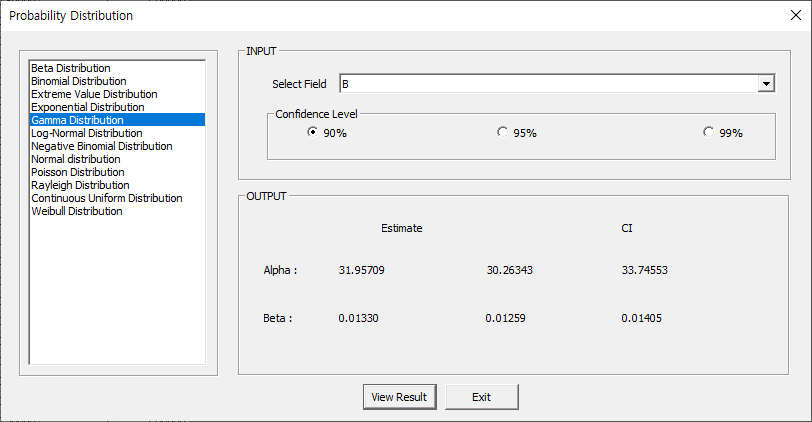 Probability Distribution
Beta Distribution
Binomial Distribution
Extreme Value Distribution
Exponential Distribution
Gamma Distribution
Log-Normal Distribution
Negative Binomial Distribution
Normal distribution
Poisson Distribution
Rayleigh Distribution
Continuous Uniform Distribution
Weibull Distribution
INPUT
Select Field B
Confidence Level
90% 95% 99%
OUTPUT
Estimate CI
Alpha : 31.95709 30.26343 33.74553
Beta : 0.01330 0.01259 0.01405
View Result Exit